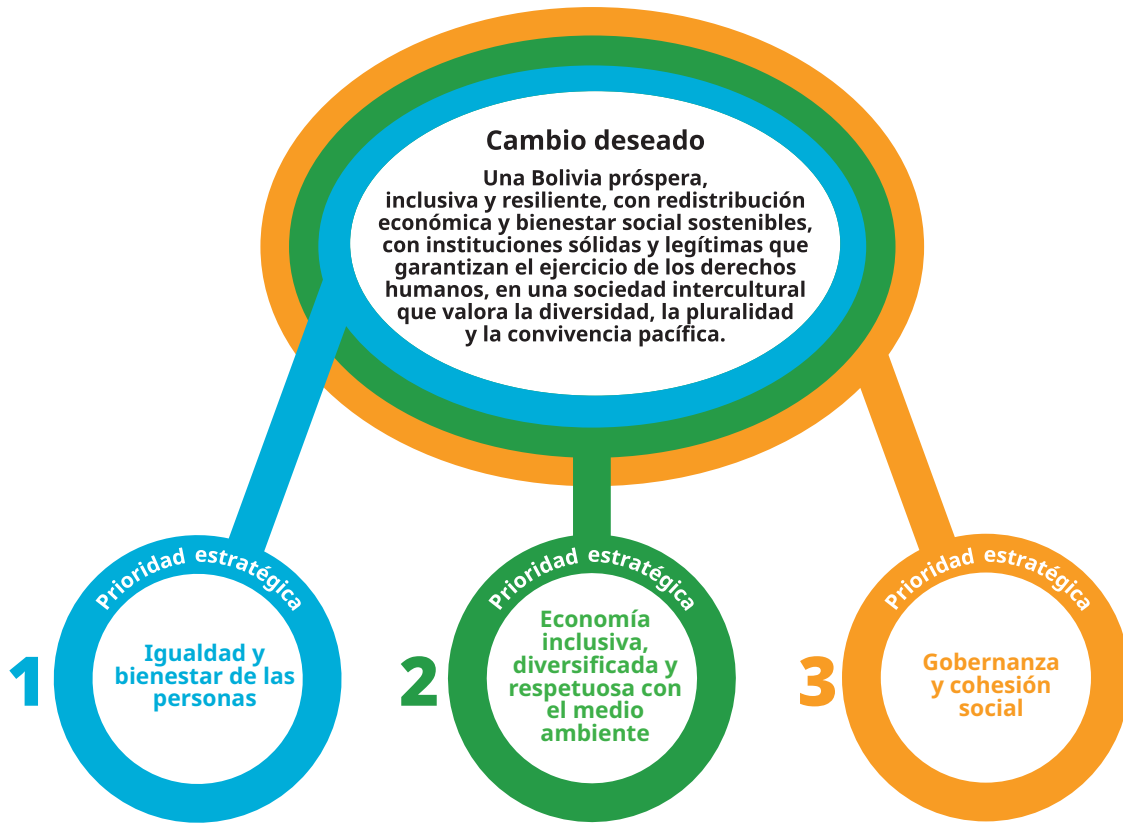 Cambio deseado
Una Bolivia próspera,
inclusiva y resiliente, con redistribución
económica y bienestar social sostenibles,
con instituciones sólidas y legítimas que
garantizan el ejercicio de los derechos
humanos, en una sociedad intercultural
que valora la diversidad, la pluralidad
y la convivencia pacífica.
1
Prioridad estratégica
Igualdad y
bienestar de las
personas
2
Prioridad estratégica
Economía
inclusiva,
diversificada y
respetuosa con
el medio
ambiente
3
Prioridad estratégica
Gobernanza
y cohesión
social